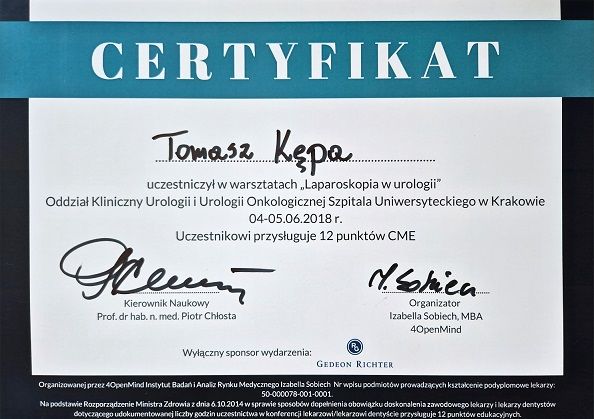 CERTYFIKAT
Tomasz Kępa
uczestniczył w warsztatach „Laparoskopia w urologii”
Oddział Kliniczny Urologii i Urologii Onkologicznej Szpitala Uniwersyteckiego w Krakowie
04-05.06.2018 r.
Uczestnikowi przysługuje 12 punktów CME
Kierownik Naukowy
Prof. dr hab. n. med. Piotr Chłosta
Organizator
Izabella Sobiech, MBA
4OpenMind
Wyłączny sponsor wydarzenia:
GEDEON RICHTER
Organizowanej przez 4OpenMind Instytut Badań i Analiz Rynku Medycznego Izabella Sobiech Nr wpisu podmiotów prowadzących kształcenie podyplomowe lekarzy:
50-000078-001-0001.
Na podstawie Rozporządzenie Ministra Zdrowia z dnia 6.10.2014 w sprawie sposobów dopełnienia obowiązku doskonalenia zawodowego lekarzy i lekarzy dentystów
dotyczącego udokumentowanej liczby godzin uczestnictwa w konferencji lekarzowi/lekarzowi dentyście przysługuje 12 punktów edukacyjnych.